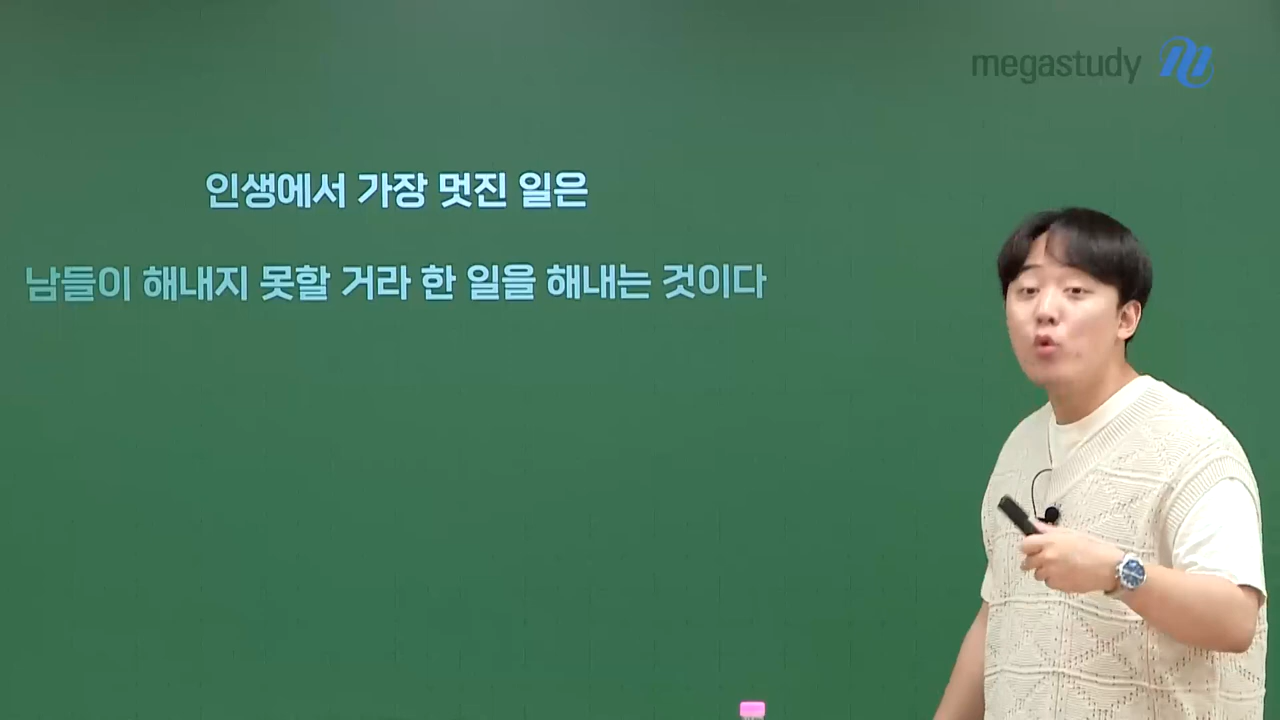 megastudy
인생에서 가장 멋진 일은
남들이 해내지 못할 거라 한 일을 해내는 것이다